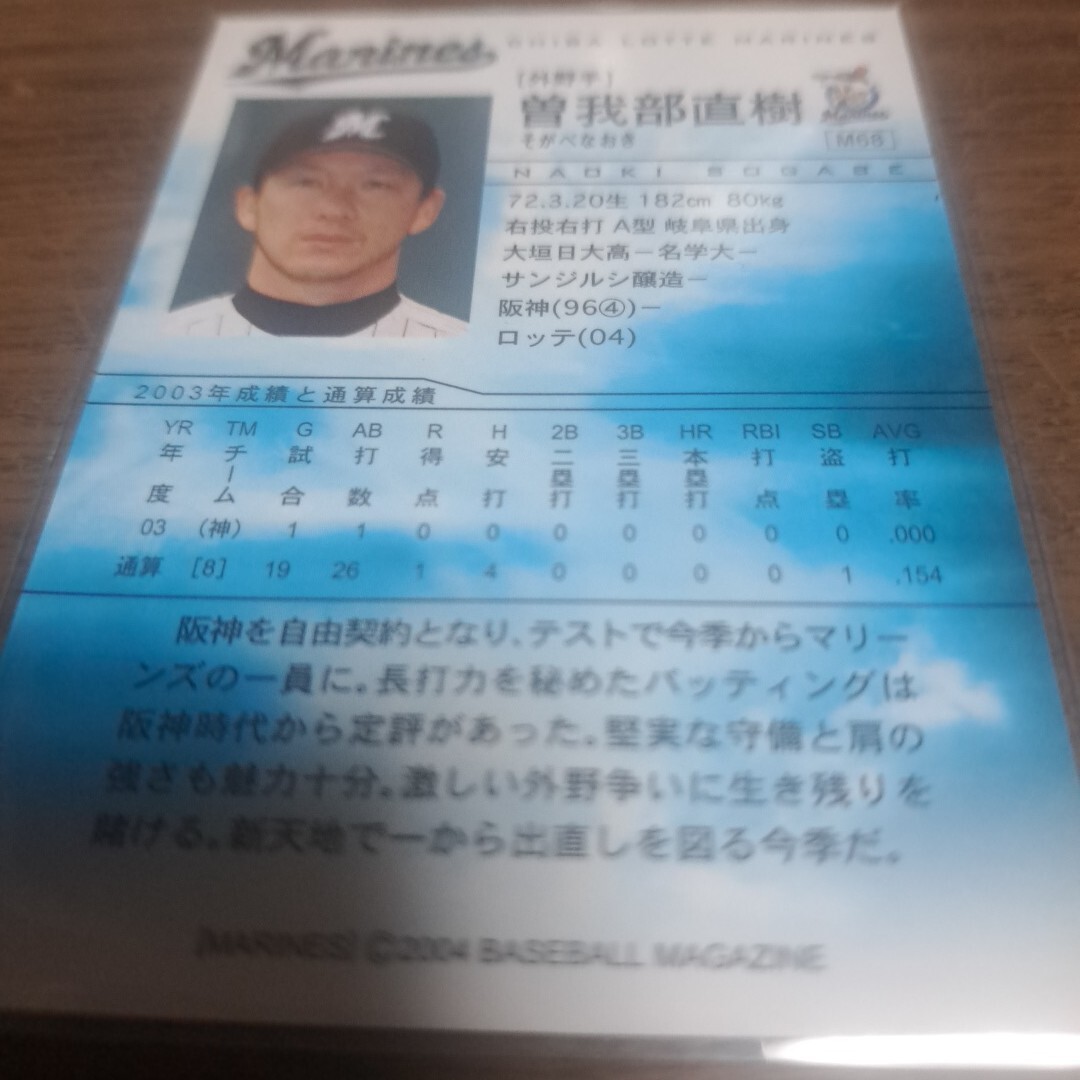 Marines CHIBA LOTTE MARINES
[外野手]
曽我部直樹
そがべなおき
[M68]
NAOKI SOGABE
72.3.20生 182cm 80kg
右投右打 A型 岐阜県出身
大垣日大高－名学大－
サンジルシ醸造－
阪神(96④)－
ロッテ(04)
2003年成績と通算成績
YR TM G AB R H 2B 3B HR RBI SB AVG
年度 チーム 試合 打数 得点 安打 二塁打 三塁打 本塁打 打点 盗塁 打率
03 (神) 1 1 0 0 0 0 0 0 0 .000
通算 [8] 19 26 1 4 0 0 0 0 1 .154
阪神を自由契約となり、テストで今季からマリー
ンズの一員に。長打力を秘めたバッティングは
阪神時代から定評があった。堅実な守備と肩の
強さも魅力十分。激しい外野争いに生き残りを
賭ける。新天地で一から出直しを図る今季だ。
[MARINES] ©2004 BASEBALL MAGAZINE